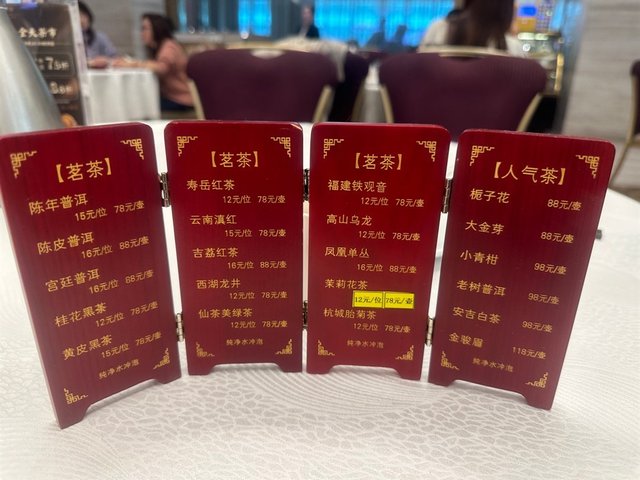 全天茶市
【茗茶】
陈年普洱
15元/位 78元/壶
陈皮普洱
16元/位 88元/壶
宫廷普洱
16元/位 88元/壶
桂花黑茶
12元/位 78元/壶
黄皮黑茶
15元/位 78元/壶
纯净水冲泡
【茗茶】
寿岳红茶
12元/位 78元/壶
云南滇红
15元/位 78元/壶
吉荔红茶
16元/位 88元/壶
西湖龙井
12元/位 78元/壶
仙茶美绿茶
12元/位 78元/壶
纯净水冲泡
【茗茶】
福建铁观音
12元/位 78元/壶
高山乌龙
12元/位 78元/壶
凤凰单丛
16元/位 88元/壶
茉莉花茶
12元/位 78元/壶
杭城胎菊茶
12元/位 78元/壶
纯净水冲泡
【人气茶】
栀子花
88元/壶
大金芽
88元/壶
小青柑
98元/壶
老树普洱
98元/壶
安吉白茶
98元/壶
金骏眉
118元/壶
纯净水冲泡